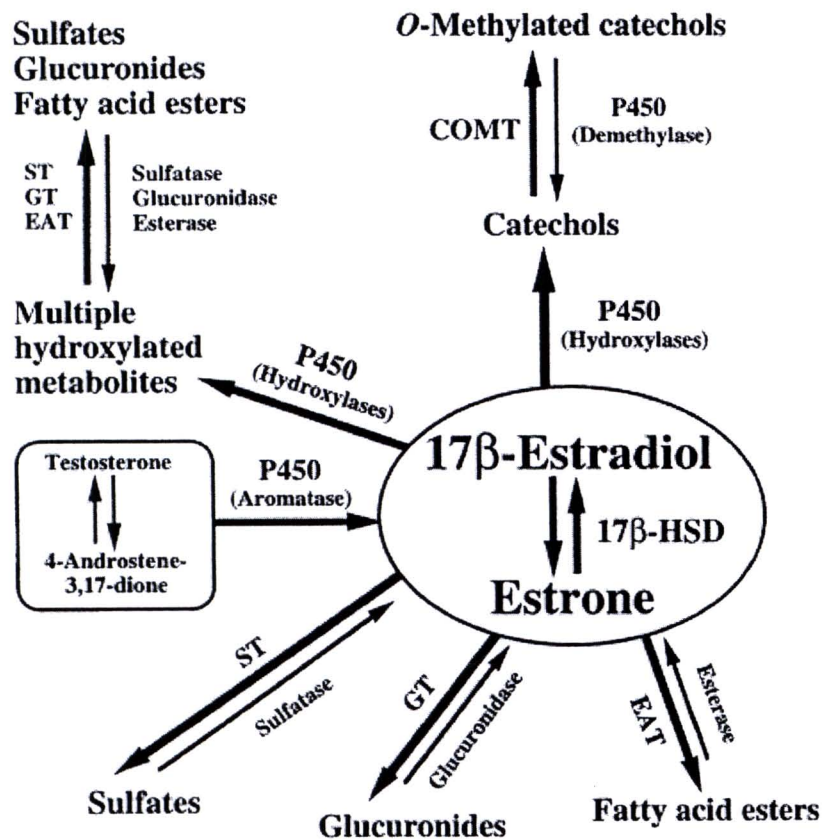 Sulfates
Glucuronides
Fatty acid esters
O-Methylated catechols
ST
GT
EAT
Sulfatase
Glucuronidase
Esterase
COMT
P450
(Demethylase)
Catechols
Multiple
hydroxylated
metabolites
P450
(Hydroxylases)
P450
(Hydroxylases)
Testosterone
4-Androstene-
3,17-dione
P450
(Aromatase)
17β-Estradiol
17β-HSD
Estrone
ST
Sulfatase
GT
Glucuronidase
EAT
Esterase
Sulfates
Glucuronides
Fatty acid esters